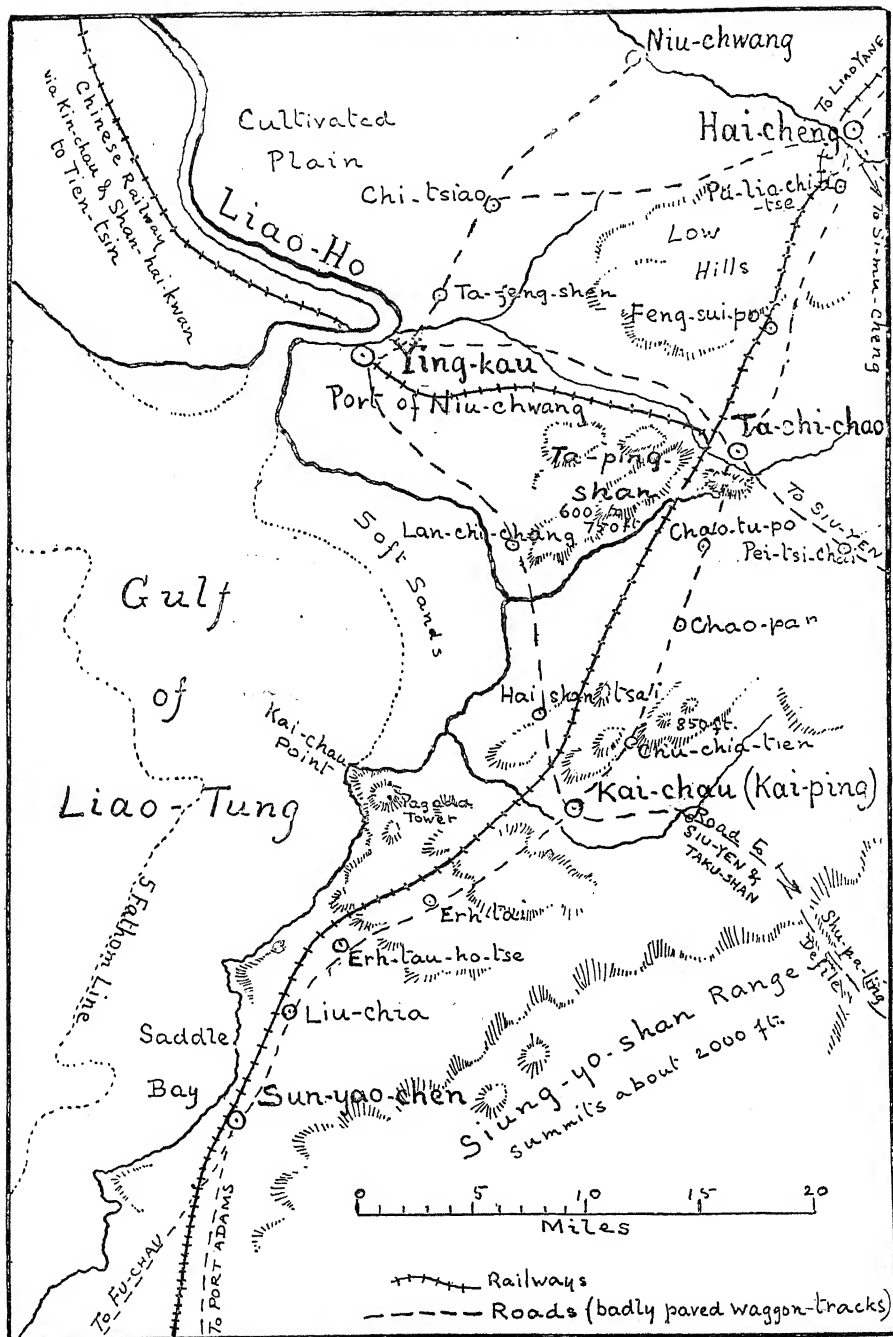 Niu-chwang
To LIAO YANG
Hai-cheng
Chinese Railway
via Kin-chau & Shan-hai-kwan
to Tien-tsin
Cultivated
Plain
Chi-tsiao
Pa-lia-chi-
-tse
To Si-mu-cheng
Liao-Ho
Low
Hills
Ta-feng-shan
Feng-sui-po
Ying-kau
Port of Niu-chwang
Ta-chi-chao
Ta-ping-
shan
600 to
750 ft
To SIU-YEN
Lan-chi-chang
Chao-tu-po
Pei-tsi-chai
Soft Sands
Gulf
of
Liao-Tung
Chao-pan
Hai shan tsai
850 ft.
Chu-chia-tien
Kai-chau
Point
Pagoda
Tower
Kai-chau (Kai-ping)
Road to
SIU-YEN &
TAKU-SHAN
Erh-tai
Shu-pa-ling
Defile
Erh-tau-ho-tse
5 Fathom Line
Liu-chia
Saddle
Bay
Siung-yo-shan Range
summits about 2000 ft.
Sun-yao-chen
0 5 10 15 20
Miles
To FU-CHAU
To PORT ADAMS
Railways
Roads (badly paved waggon-tracks)